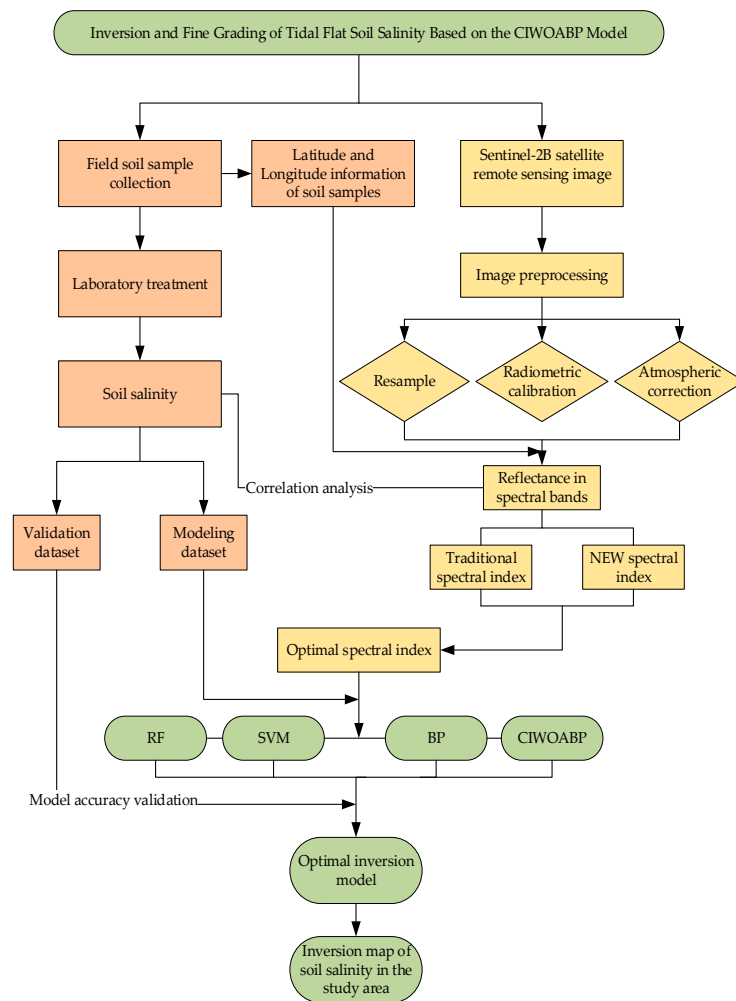 Inversion and Fine Grading of Tidal Flat Soil Salinity Based on the CIWOABP Model
Field soil sample
collection
Latitude and
Longitude information
of soil samples
Sentinel-2B satellite
remote sensing image
Laboratory treatment
Image preprocessing
Resample
Radiometric
calibration
Atmospheric
correction
Soil salinity
Correlation analysis
Reflectance in
spectral bands
Validation
dataset
Modeling
dataset
Traditional
spectral index
NEW spectral
index
Optimal spectral index
RF
SVM
BP
CIWOABP
Model accuracy validation
Optimal inversion
model
Inversion map of
soil salinity in the
study area